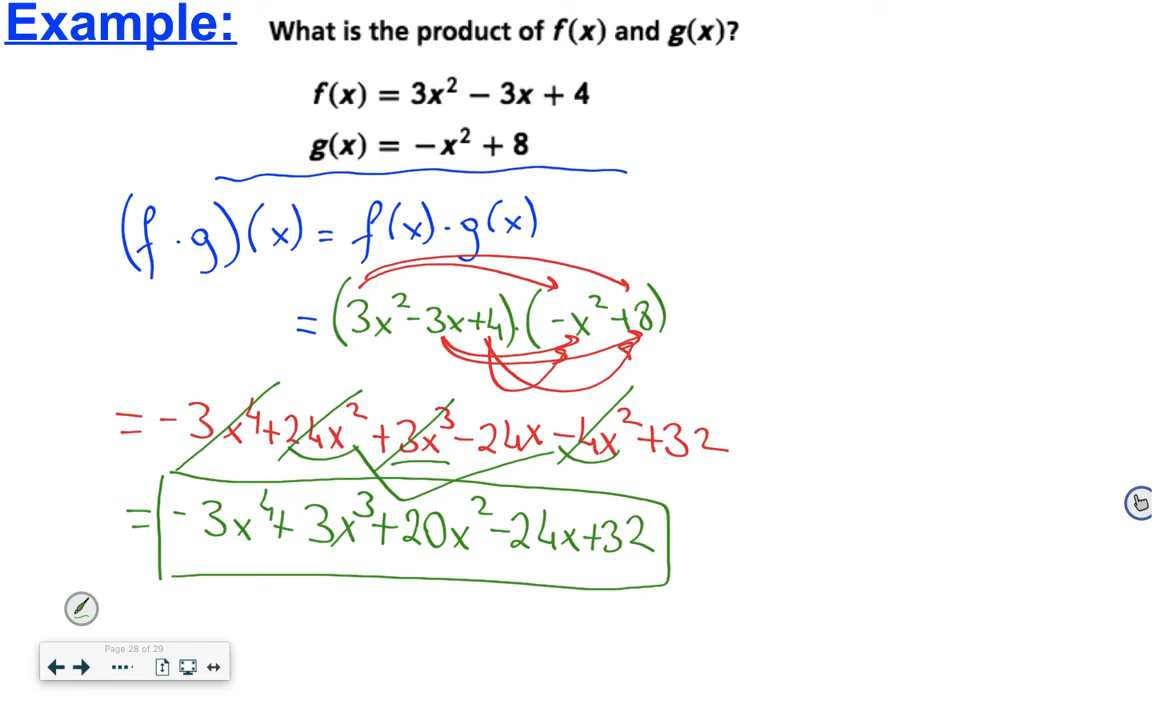 Example: What is the product of f(x) and g(x)?
f(x) = 3x² − 3x + 4
g(x) = −x² + 8
(f · g)(x) = f(x) · g(x)
= (3x² - 3x + 4) · (-x² + 8)
= -3x⁴ + 24x² + 3x³ - 24x - 4x² + 32
= -3x⁴ + 3x³ + 20x² - 24x + 32
Page 28 of 29